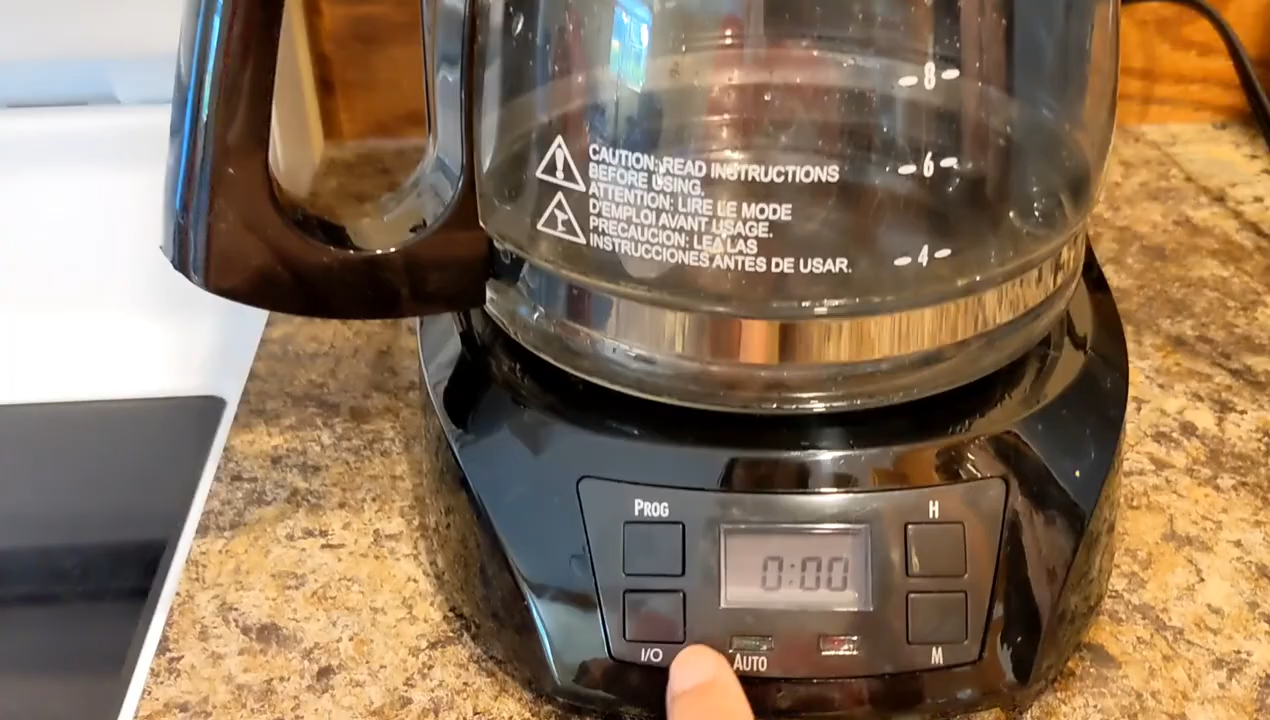 -8-
-6-
-4-
CAUTION: READ INSTRUCTIONS
BEFORE USING.
ATTENTION: LIRE LE MODE
D'EMPLOI AVANT USAGE.
PRECAUCION: LEA LAS
INSTRUCCIONES ANTES DE USAR.
PROG
H
0:00
I/O
AUTO
M